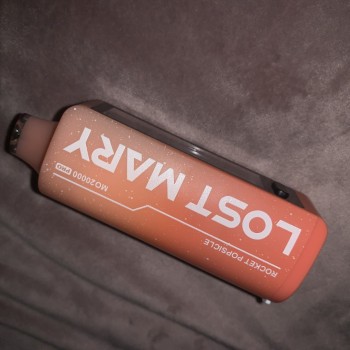 LOST MARY
MO20000 PRO
ROCKET POPSICLE